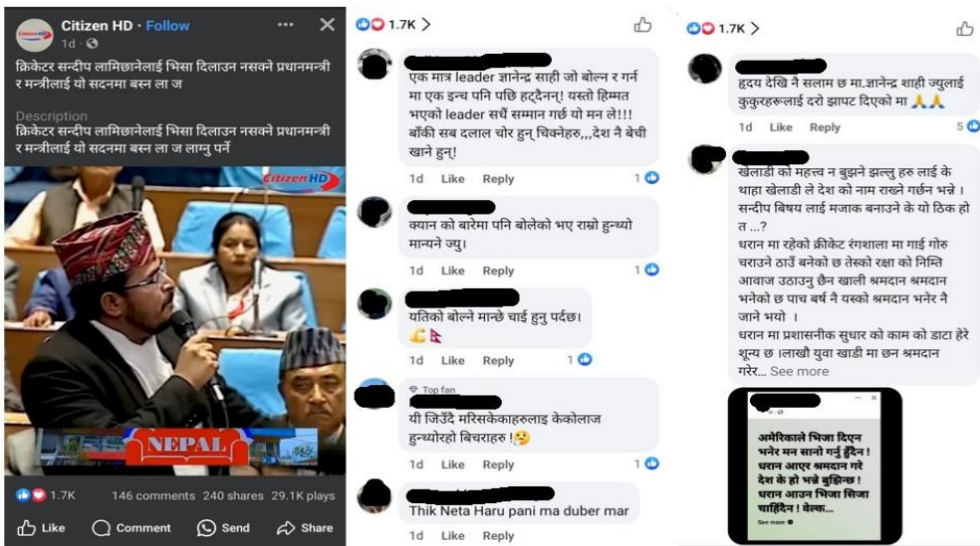 Citizen HD · Follow
1d ·
क्रिकेटर सन्दीप लामिछानेलाई भिसा दिलाउन नसक्ने प्रधानमन्त्री
र मन्त्रीलाई यो सदनमा बस्न ला ज
Description
क्रिकेटर सन्दीप लामिछानेलाई भिसा दिलाउन नसक्ने प्रधानमन्त्री
र मन्त्रीलाई यो सदनमा बस्न ला ज लाग्नु पर्ने
Citizen HD
NEPAL
1.7K 146 comments 240 shares 29.1K plays
Like Comment Send Share
1.7K >
एक मात्र leader ज्ञानेन्द्र साही जो बोल्न र गर्न
मा एक इन्च पनि पछि हट्दैनन्! यस्तो हिम्मत
भएको leader सधैं सम्मान गर्छ यो मन ले!!!
बाँकी सब दलाल चोर हुन् चिक्नेहरु,,,देश नै बेची
खाने हुन्!
1d Like Reply 1
क्यान को बारेमा पनि बोलेको भए राम्रो हुन्थ्यो
मान्यने ज्यु।
1d Like Reply 1
यतिको बोल्ने मान्छे चाई हुनु पर्दछ।
💪🇳🇵
1d Like Reply 1
Top fan
यी जिउँदै मरिसकेकाहरुलाइ केकोलाज
हुन्थ्योरहो बिचराहरु !🤔
1d Like Reply 1
Thik Neta Haru pani ma duber mar
1d Like Reply
1.7K >
हृदय देखि नै सलाम छ मा.ज्ञानेन्द्र शाही ज्युलाई
कुकुरहरूलाई दरो झापट दिएको मा 🙏🙏
1d Like Reply 5
खेलाडी को महत्त्व न बुझने झल्लु हरु लाई के
थाहा खेलाडी ले देश को नाम राख्ने गर्छन भन्ने ।
सन्दीप बिषय लाई मजाक बनाउने के यो ठिक हो
त ...?
धरान मा रहेको क्रीकेट रंगशाला मा गाई गोरु
चराउने ठाउँ बनेको छ तेस्को रक्षा को निम्ति
आवाज उठाउनु छैन खाली श्रमदान श्रमदान
भनेको छ पाच बर्ष नै यस्को श्रमदान भनेर नै
जाने भयो ।
धरान मा प्रशासनीक सुधार को काम को डाटा हेरे
शून्य छ ।लाखौ युवा खाडी मा छन श्रमदान
गरेर... See more
अमेरिकाले भिजा दिएन
भनेर मन सानो गर्नु हुँदैन !
धरान आएर श्रमदान गरे
देश के हो भन्ने बुझिन्छ !
धरान आउन भिजा सिजा
चाहिँदैन ! वेल्क...
See more